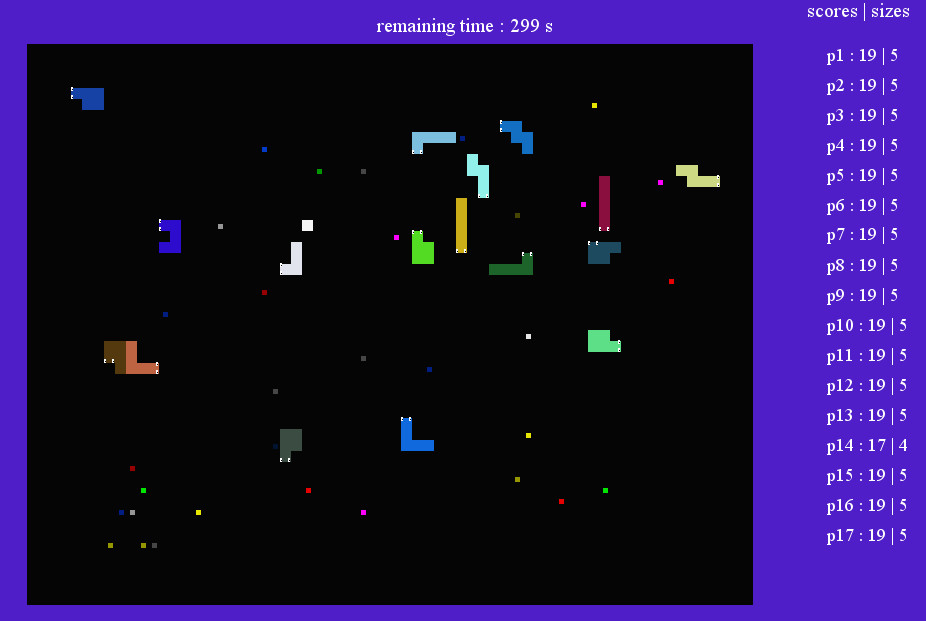 scores | sizes
remaining time : 299 s
p1 : 19 | 5
p2 : 19 | 5
p3 : 19 | 5
p4 : 19 | 5
p5 : 19 | 5
p6 : 19 | 5
p7 : 19 | 5
p8 : 19 | 5
p9 : 19 | 5
p10 : 19 | 5
p11 : 19 | 5
p12 : 19 | 5
p13 : 19 | 5
p14 : 17 | 4
p15 : 19 | 5
p16 : 19 | 5
p17 : 19 | 5